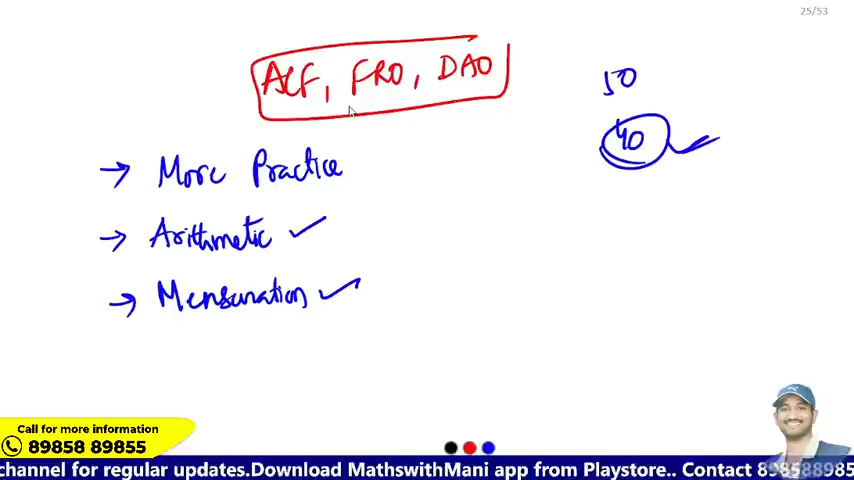 25/53
ACF, FRO, DAO
50
40
→ More Practice
→ Arithmetic ✓
→ Mensuration ✓
Call for more information
89858 89855
channel for regular updates.Download MathswithMani app from Playstore.. Contact 898588985